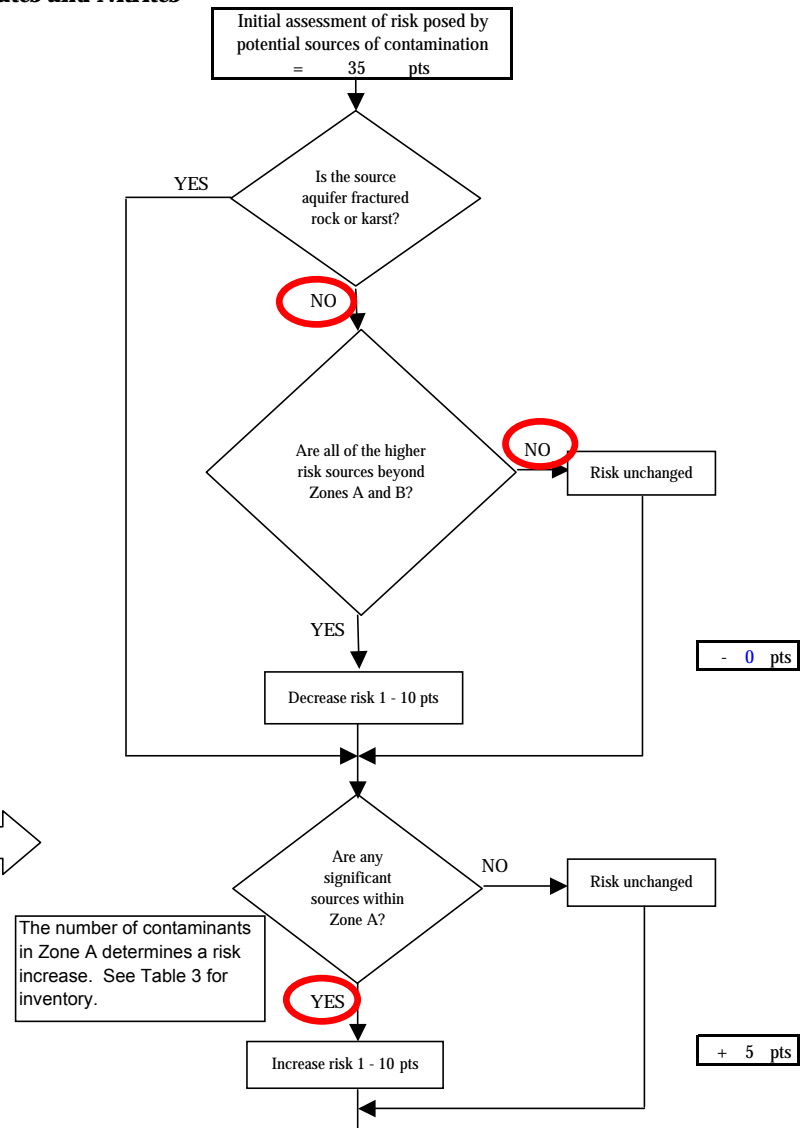 and Nitrites
Initial assessment of risk posed by
potential sources of contamination
= 35 pts
Is the source
aquifer fractured
rock or karst?
YES
NO
Are all of the higher
risk sources beyond
Zones A and B?
NO
Risk unchanged
YES
- 0 pts
Decrease risk 1 - 10 pts
Are any
significant
sources within
Zone A?
NO
Risk unchanged
The number of contaminants
in Zone A determines a risk
increase. See Table 3 for
inventory.
YES
+ 5 pts
Increase risk 1 - 10 pts